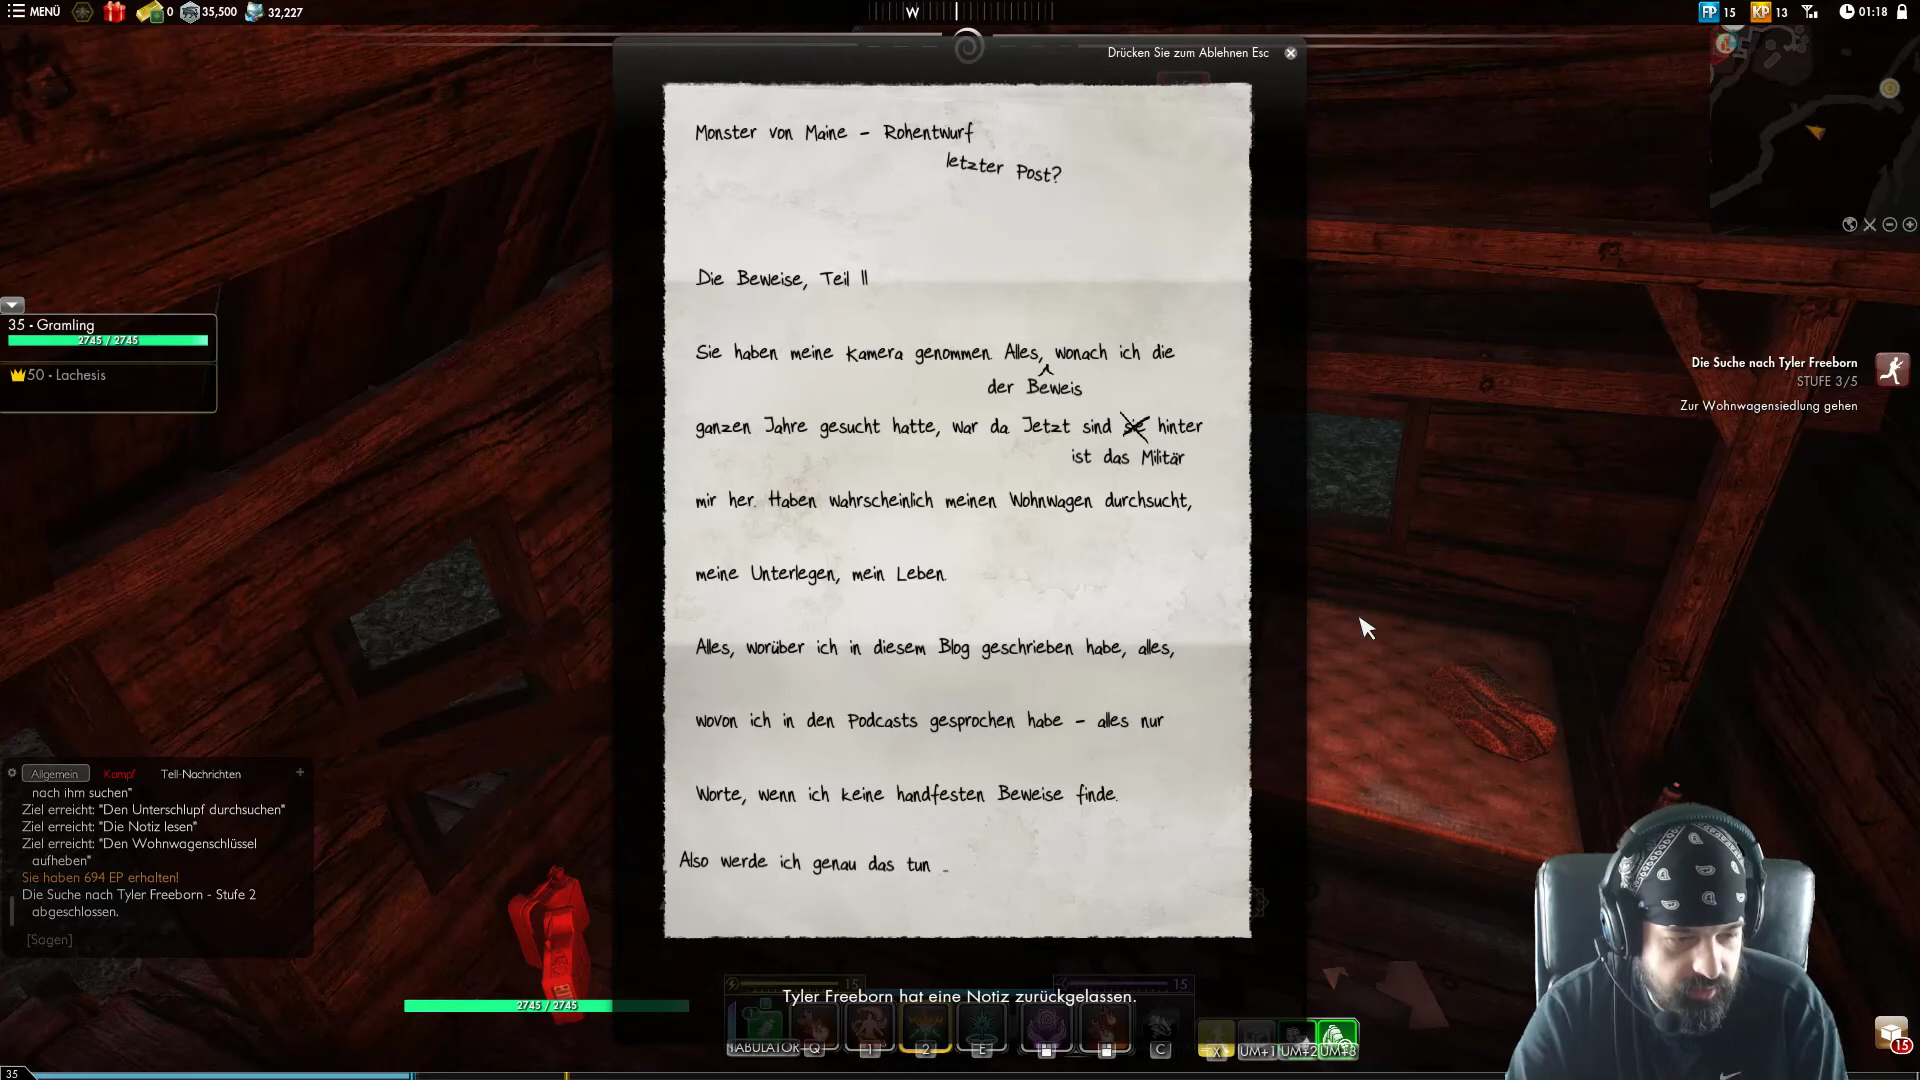 MENÜ
0
35,500
32,227
W
FP 15
KP 13
01:18
Drücken Sie zum Ablehnen Esc
Monster von Maine - Rohentwurf
letzter Post?
Die Beweise, Teil II
Sie haben meine Kamera genommen. Alles, wonach ich die
der Beweis
ganzen Jahre gesucht hatte, war da Jetzt sind se hinter
ist das Militär
mir her. Haben wahrscheinlich meinen Wohnwagen durchsucht,
meine Unterlegen, mein Leben.
Alles, worüber ich in diesem Blog geschrieben habe, alles,
wovon ich in den Podcasts gesprochen habe - alles nur
Worte, wenn ich keine handfesten Beweise finde.
Also werde ich genau das tun ..
35 - Gramling
2745 / 2745
50 - Lachesis
Die Suche nach Tyler Freeborn
STUFE 3/5
Zur Wohnwagensiedlung gehen
Allgemein Kampf Tell-Nachrichten
nach ihm suchen"
Ziel erreicht: "Den Unterschlupf durchsuchen"
Ziel erreicht: "Die Notiz lesen"
Ziel erreicht: "Den Wohnwagenschlüssel
aufheben"
Sie haben 694 EP erhalten!
Die Suche nach Tyler Freeborn - Stufe 2
abgeschlossen.
[Sagen]
15
15
Tyler Freeborn hat eine Notiz zurückgelassen.
2745 / 2745
TABULATOR Q 1 2 E C X UM+1 UM+2 UM+3
15
35